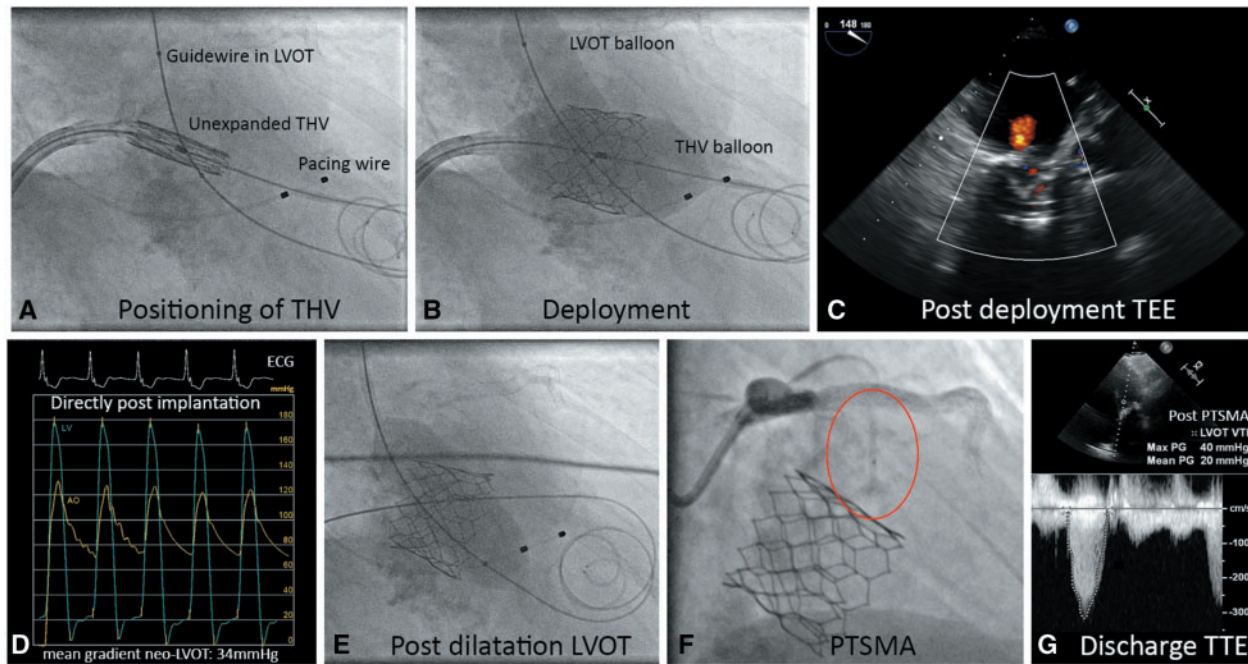 Guidewire in LVOT
Unexpanded THV
Pacing wire
A
Positioning of THV
LVOT balloon
THV balloon
B
Deployment
0 148 180
C
Post deployment TEE
ECG
mmHg
Directly post implantation
180
LV
160
140
AO
120
100
80
60
40
20
0
D
mean gradient neo-LVOT: 34mmHg
E
Post dilatation LVOT
F
PTSMA
Post PTSMA
LVOT VTI
Max PG 40 mmHg
Mean PG 20 mmHg
cm/s
-100
-200
-300
G
Discharge TTE